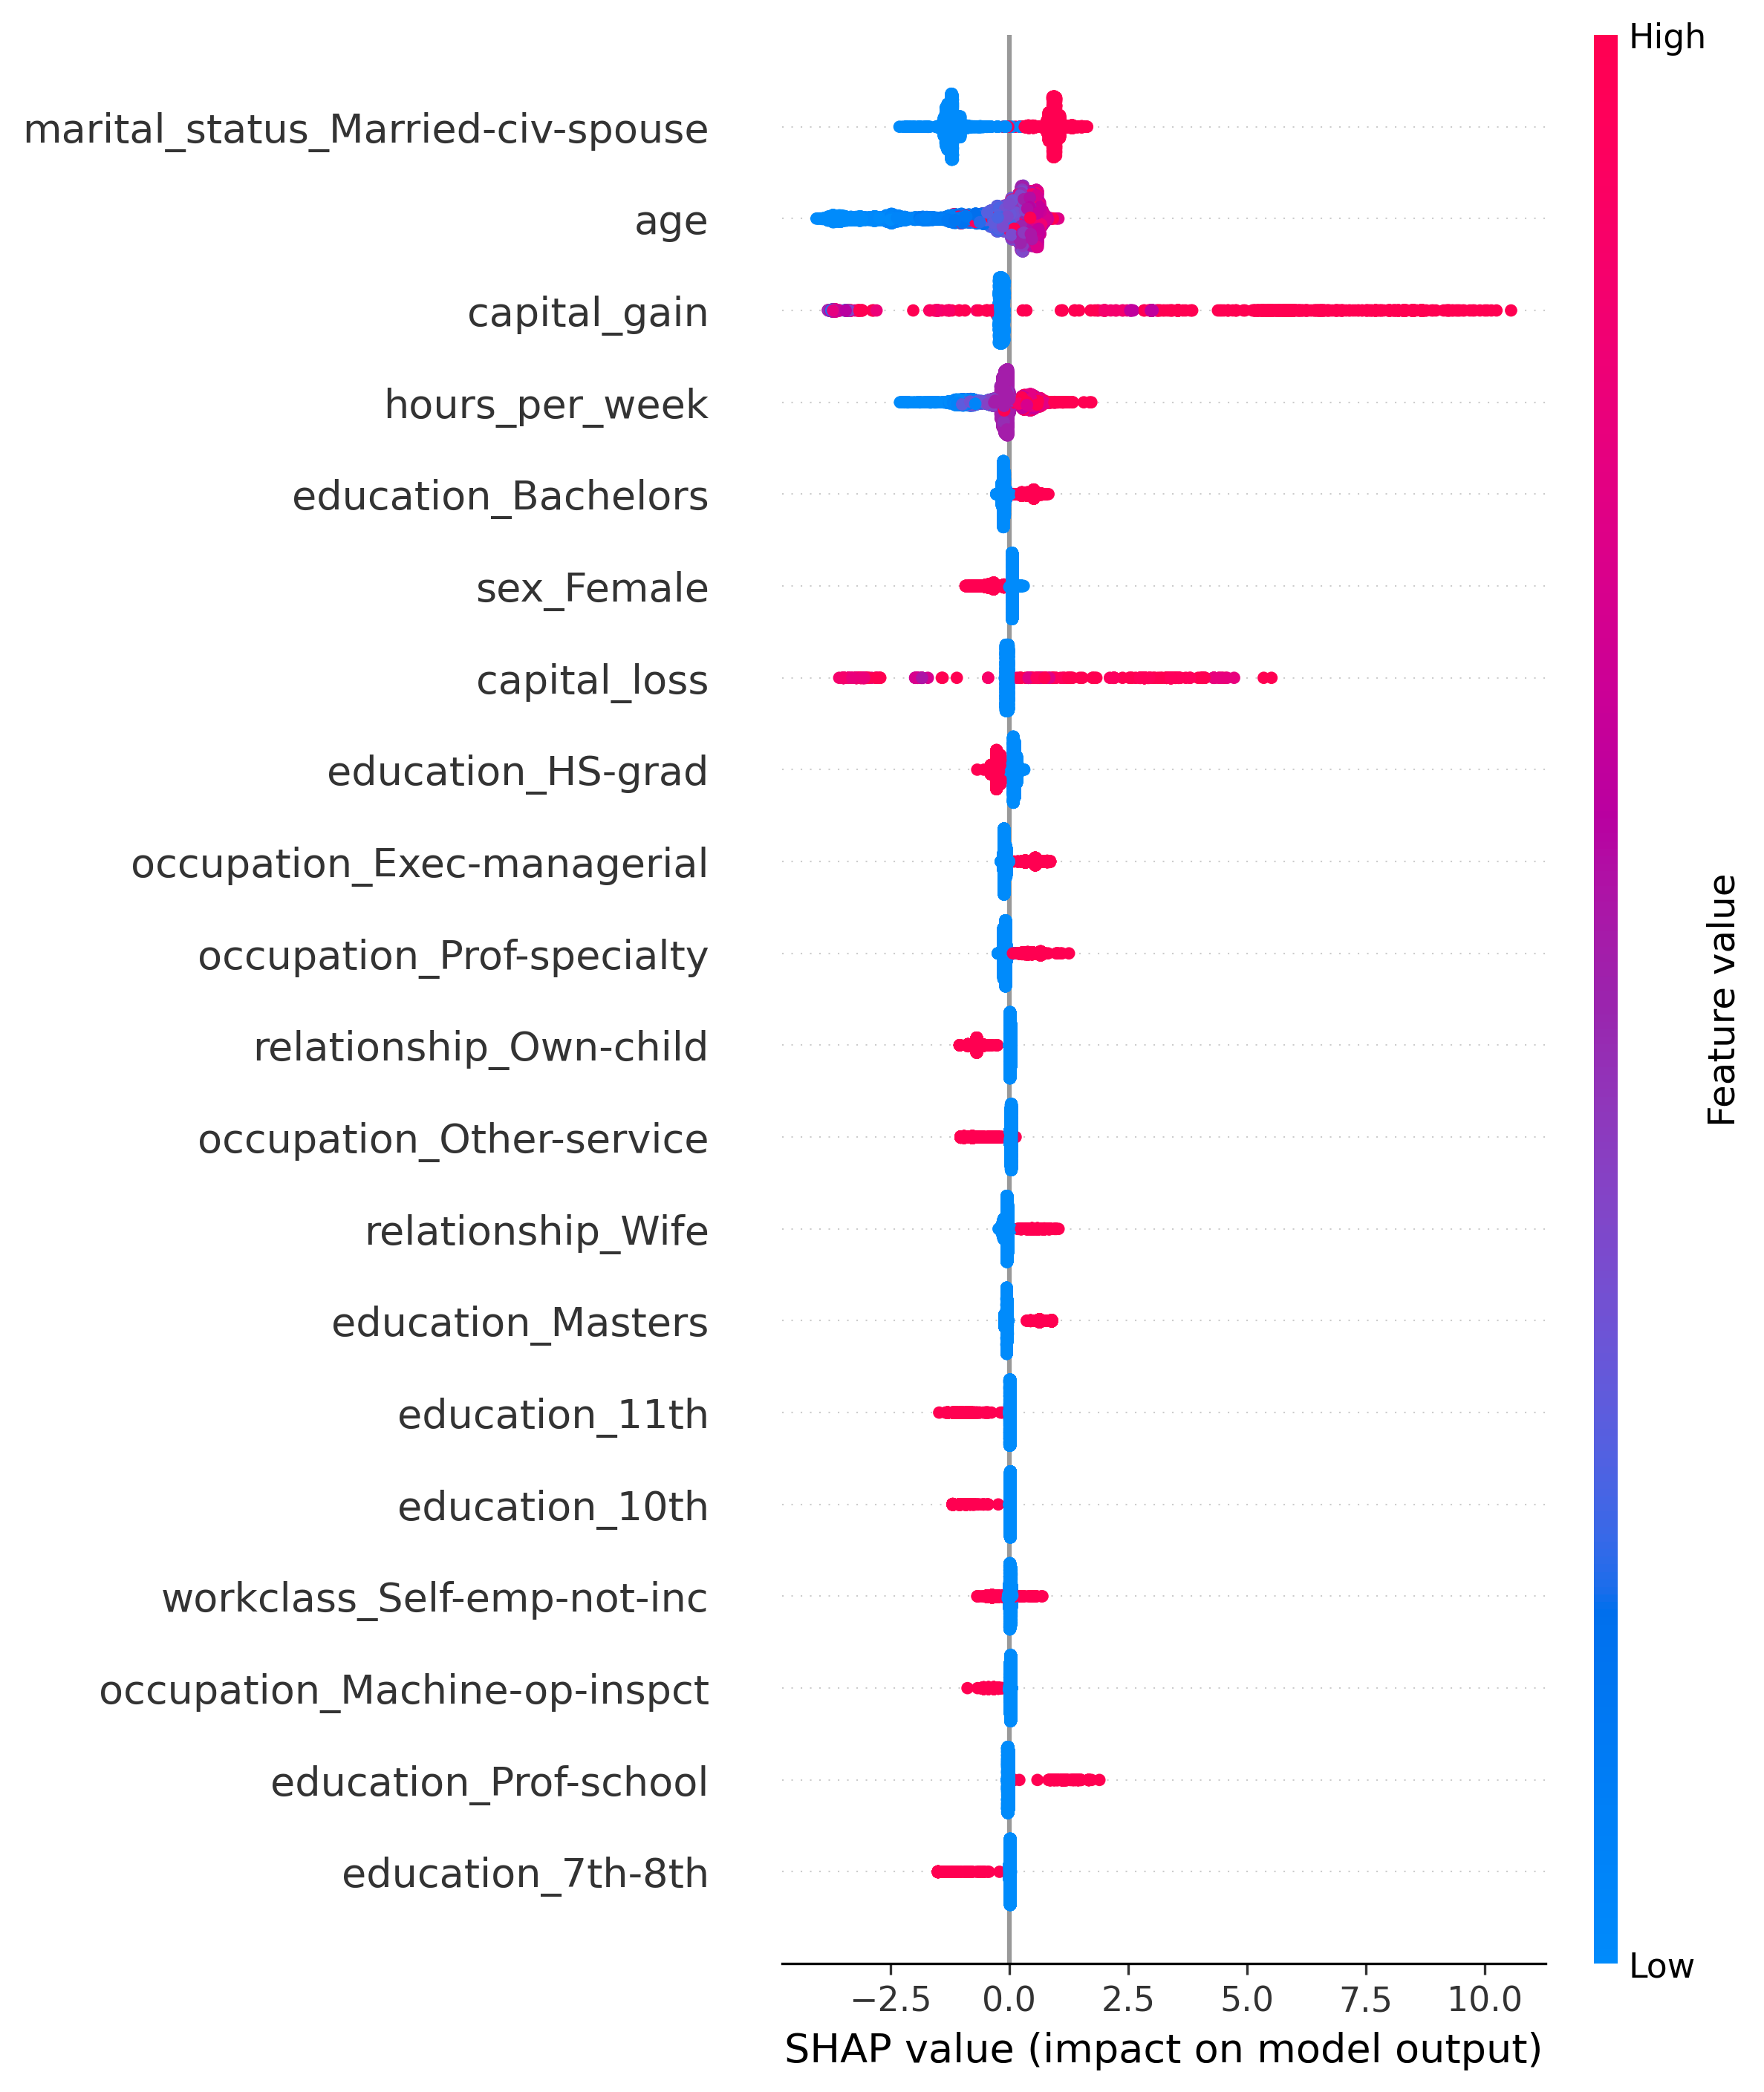 High
marital_status_Married-civ-spouse
age
capital_gain
hours_per_week
education_Bachelors
sex_Female
capital_loss
education_HS-grad
occupation_Exec-managerial
occupation_Prof-specialty
relationship_Own-child
occupation_Other-service
relationship_Wife
education_Masters
education_11th
education_10th
workclass_Self-emp-not-inc
occupation_Machine-op-inspct
education_Prof-school
education_7th-8th
Feature value
Low
−2.5 0.0 2.5 5.0 7.5 10.0
SHAP value (impact on model output)